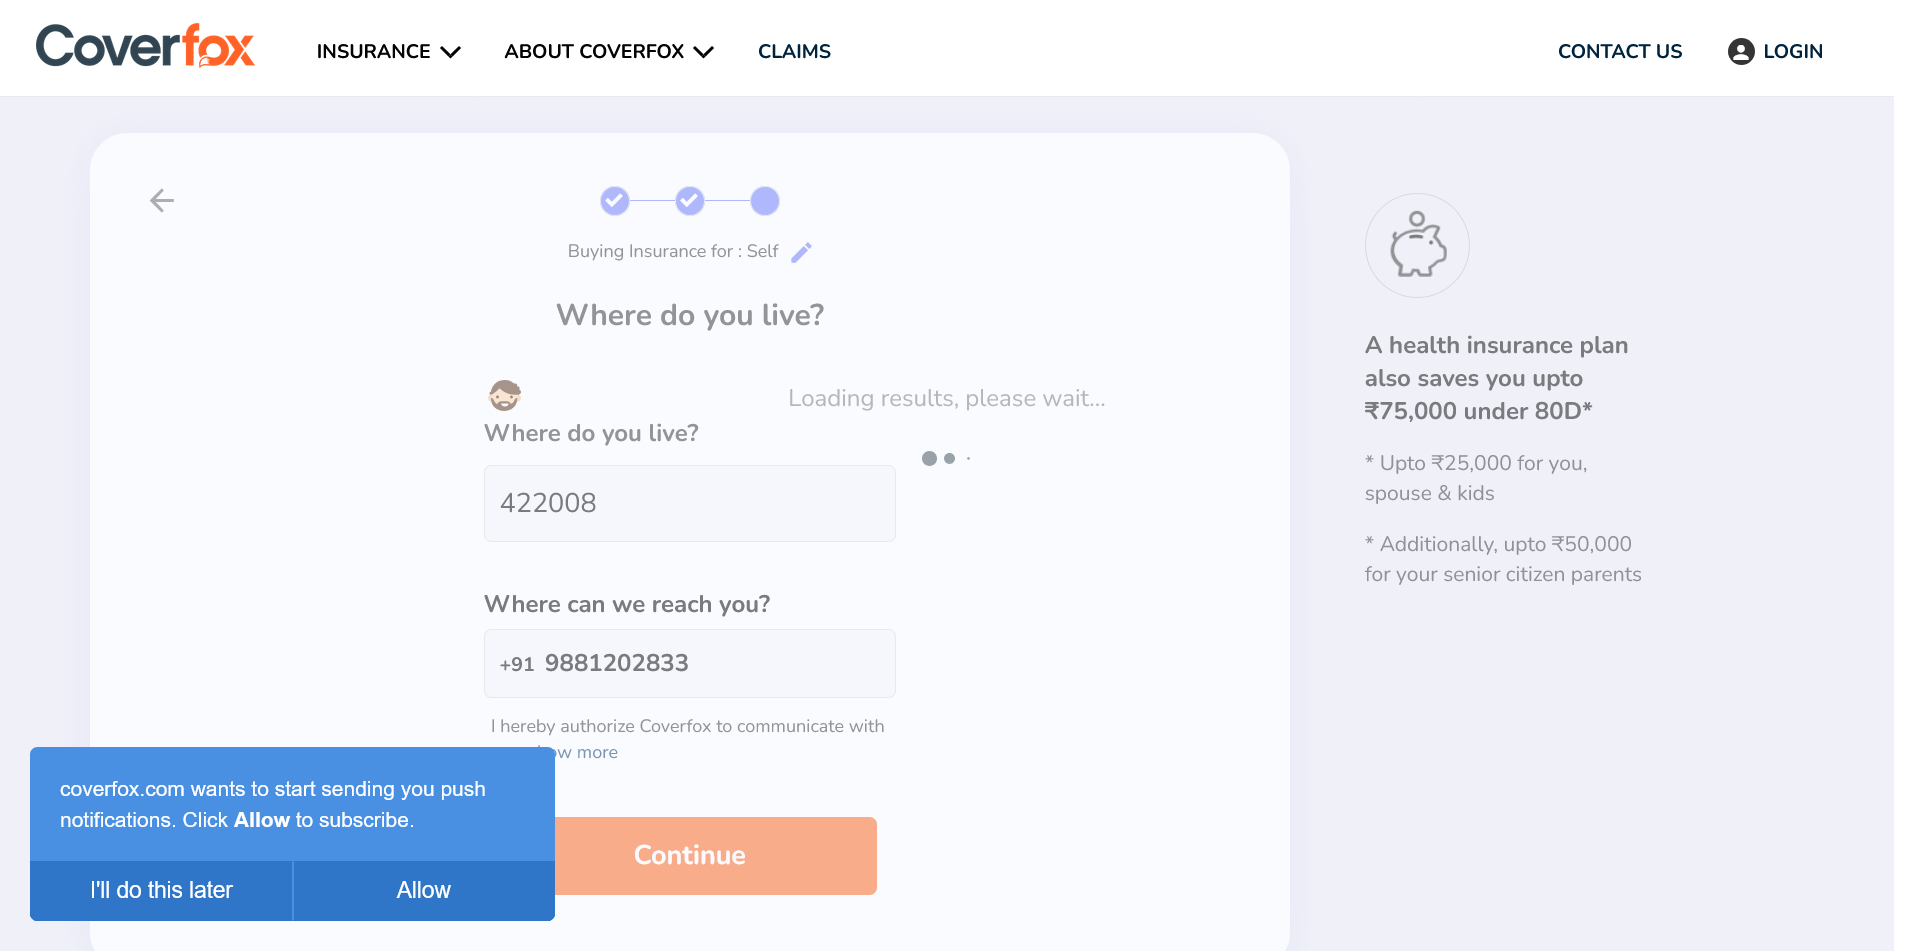 Coverfox
INSURANCE
ABOUT COVERFOX
CLAIMS
CONTACT US
LOGIN
Buying Insurance for : Self
Where do you live?
Loading results, please wait...
Where do you live?
422008
Where can we reach you?
+91 9881202833
I hereby authorize Coverfox to communicate with
more
Continue
coverfox.com wants to start sending you push
notifications. Click Allow to subscribe.
I'll do this later
Allow
A health insurance plan
also saves you upto
₹75,000 under 80D*
* Upto ₹25,000 for you,
spouse & kids
* Additionally, upto ₹50,000
for your senior citizen parents